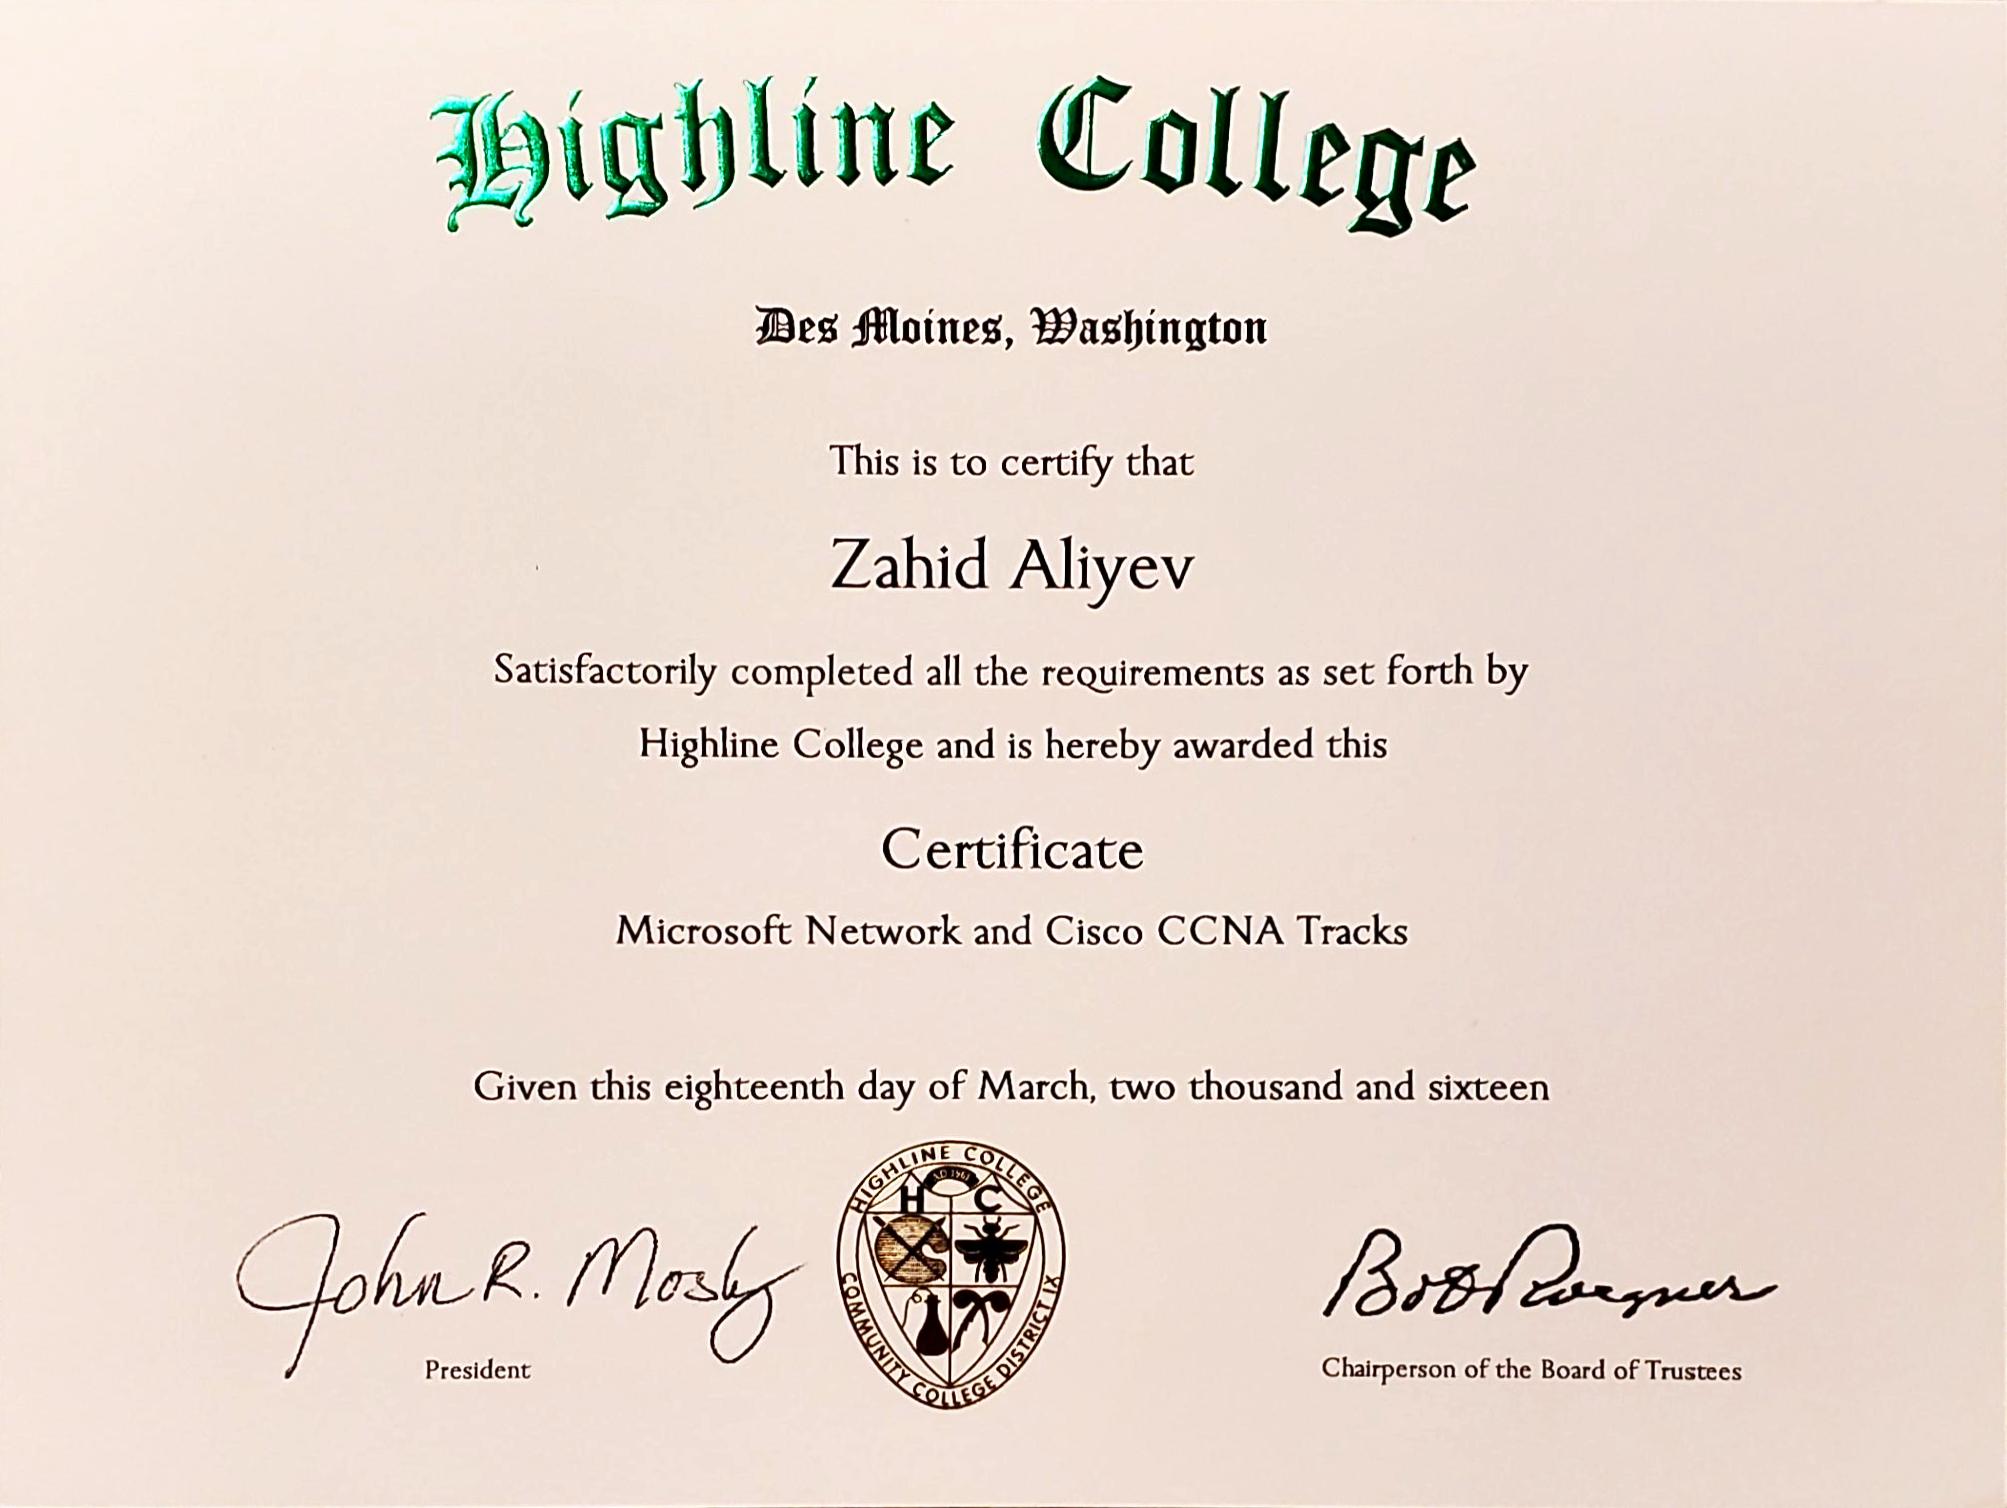 Highline College
Des Moines, Washington
This is to certify that
Zahid Aliyev
Satisfactorily completed all the requirements as set forth by
Highline College and is hereby awarded this
Certificate
Microsoft Network and Cisco CCNA Tracks
Given this eighteenth day of March, two thousand and sixteen
HIGHLINE COLLEGE
A.D 1961
H C
COMMUNITY COLLEGE DISTRICT IX
John R. Mosby
President
Chairperson of the Board of Trustees